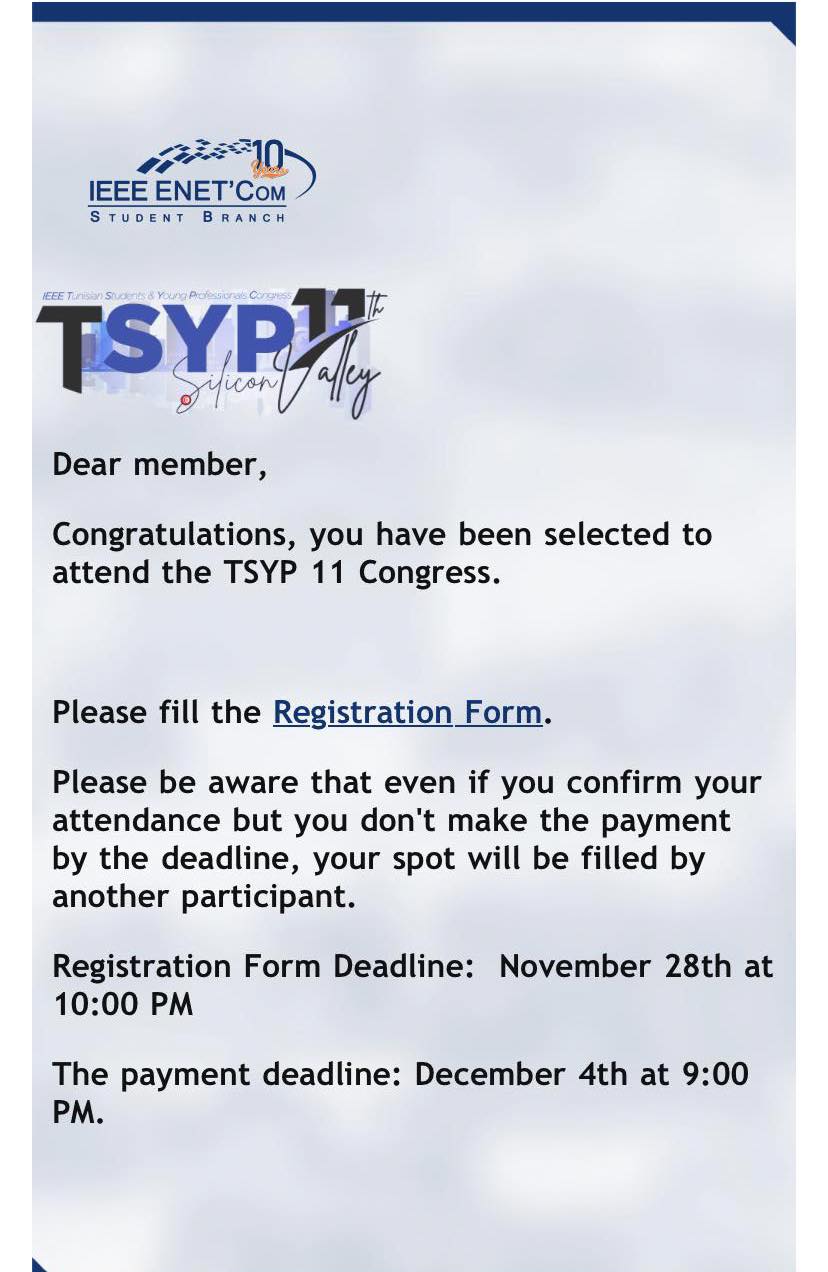 10
Years
IEEE ENET'COM
STUDENT BRANCH
IEEE Tunisian Students & Young Professionals Congress
TSYP 11th
Silicon Valley
Dear member,
Congratulations, you have been selected to
attend the TSYP 11 Congress.
Please fill the Registration Form.
Please be aware that even if you confirm your
attendance but you don't make the payment
by the deadline, your spot will be filled by
another participant.
Registration Form Deadline:  November 28th at
10:00 PM
The payment deadline: December 4th at 9:00
PM.